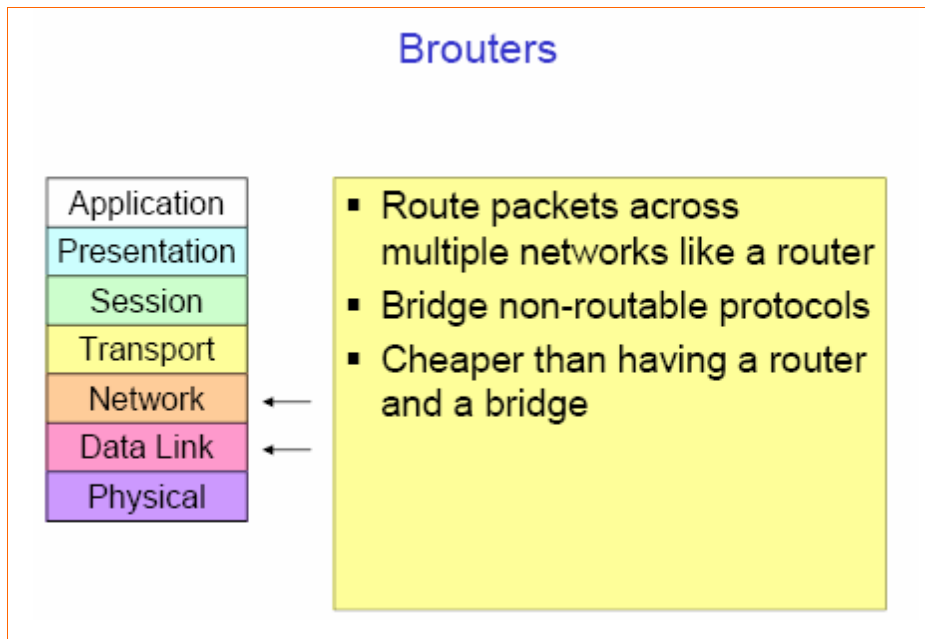 Brouters
Application
Presentation
Session
Transport
Network
Data Link
Physical
▪ Route packets across
multiple networks like a router
▪ Bridge non-routable protocols
▪ Cheaper than having a router
and a bridge